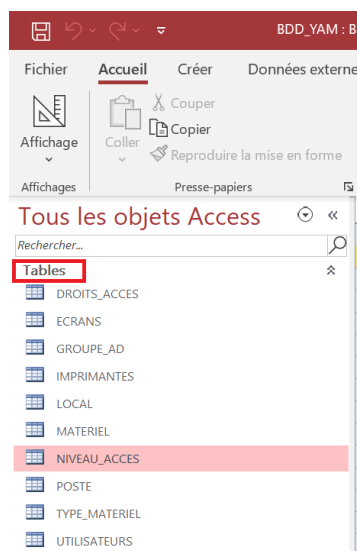 BDD_YAM : B
Fichier Accueil Créer Données externe
Couper
Copier
Reproduire la mise en forme
Affichage Coller
Affichages Presse-papiers
Tous les objets Access
Rechercher...
Tables
DROITS_ACCES
ECRANS
GROUPE_AD
IMPRIMANTES
LOCAL
MATERIEL
NIVEAU_ACCES
POSTE
TYPE_MATERIEL
UTILISATEURS